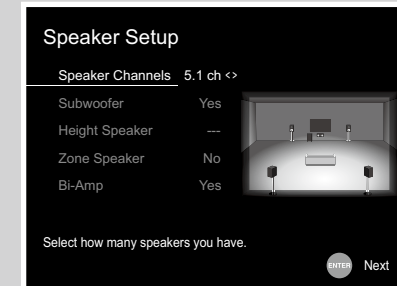 Speaker Setup
Speaker Channels 5.1 ch <>
Subwoofer Yes
Height Speaker ---
Zone Speaker No
Bi-Amp Yes
Select how many speakers you have.
ENTER Next